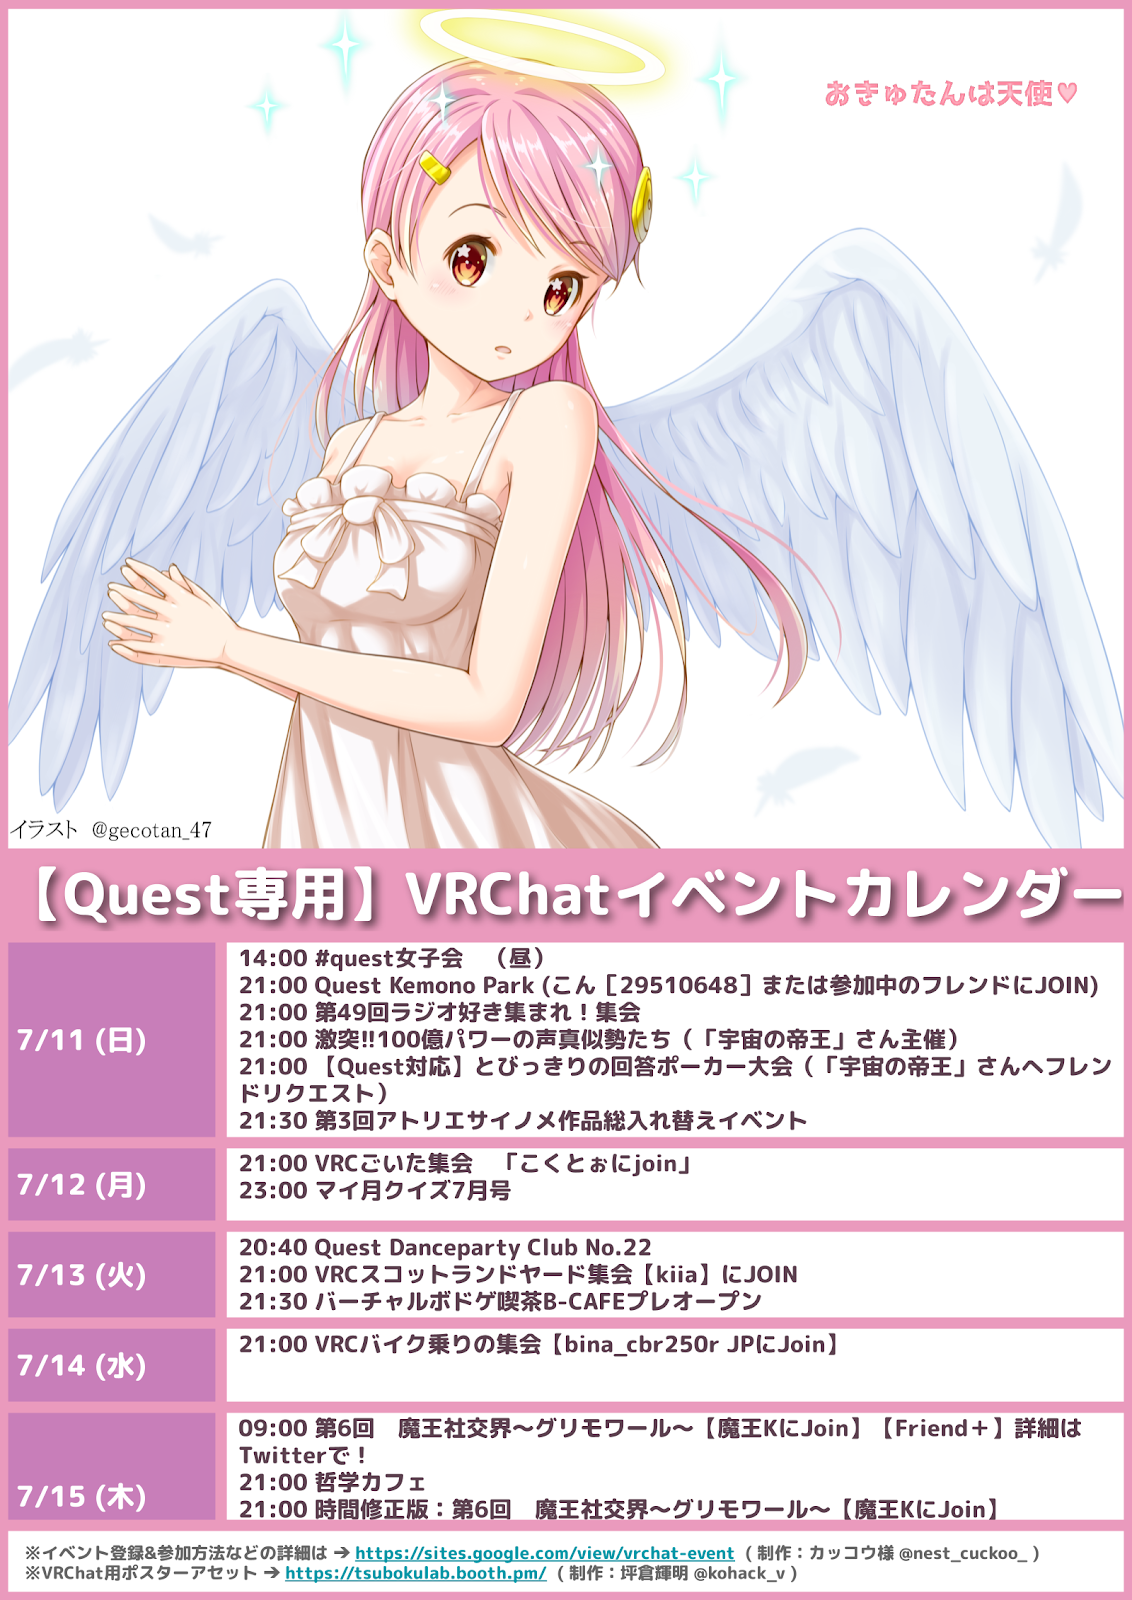 おきゅたんは天使♥
イラスト @gecotan_47
【Quest専用】VRChatイベントカレンダー
7/11 (日)
14:00 #quest女子会 （昼）
21:00 Quest Kemono Park (こん［29510648］または参加中のフレンドにJOIN)
21:00 第49回ラジオ好き集まれ！集会
21:00 激突!!100億パワーの声真似勢たち（「宇宙の帝王」さん主催）
21:00 【Quest対応】とびっきりの回答ポーカー大会（「宇宙の帝王」さんへフレン
ドリクエスト）
21:30 第3回アトリエサイノメ作品総入れ替えイベント
7/12 (月)
21:00 VRCごいた集会 「こくとぉにjoin」
23:00 マイ月クイズ7月号
7/13 (火)
20:40 Quest Danceparty Club No.22
21:00 VRCスコットランドヤード集会【kiia】にJOIN
21:30 バーチャルボドゲ喫茶B-CAFEプレオープン
7/14 (水)
21:00 VRCバイク乗りの集会【bina_cbr250r JPにJoin】
7/15 (木)
09:00 第6回 魔王社交界～グリモワール～【魔王KにJoin】【Friend＋】詳細は
Twitterで！
21:00 哲学カフェ
21:00 時間修正版：第6回 魔王社交界～グリモワール～【魔王KにJoin】
※イベント登録&参加方法などの詳細は → https://sites.google.com/view/vrchat-event （制作：カッコウ様 @nest_cuckoo_ ）
※VRChat用ポスターアセット → https://tsubokulab.booth.pm/ （制作：坪倉輝明 @kohack_v ）